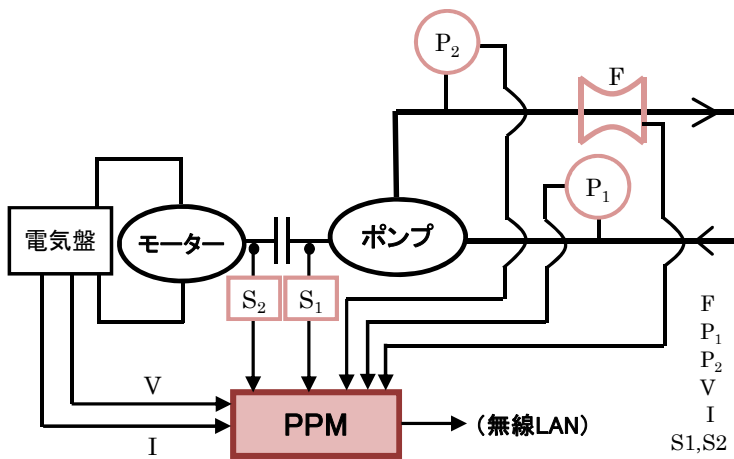 P2
F
P1
電気盤
モーター
ポンプ
S2
S1
F
P1
P2
V
I
S1,S2
V
I
PPM
（無線LAN）